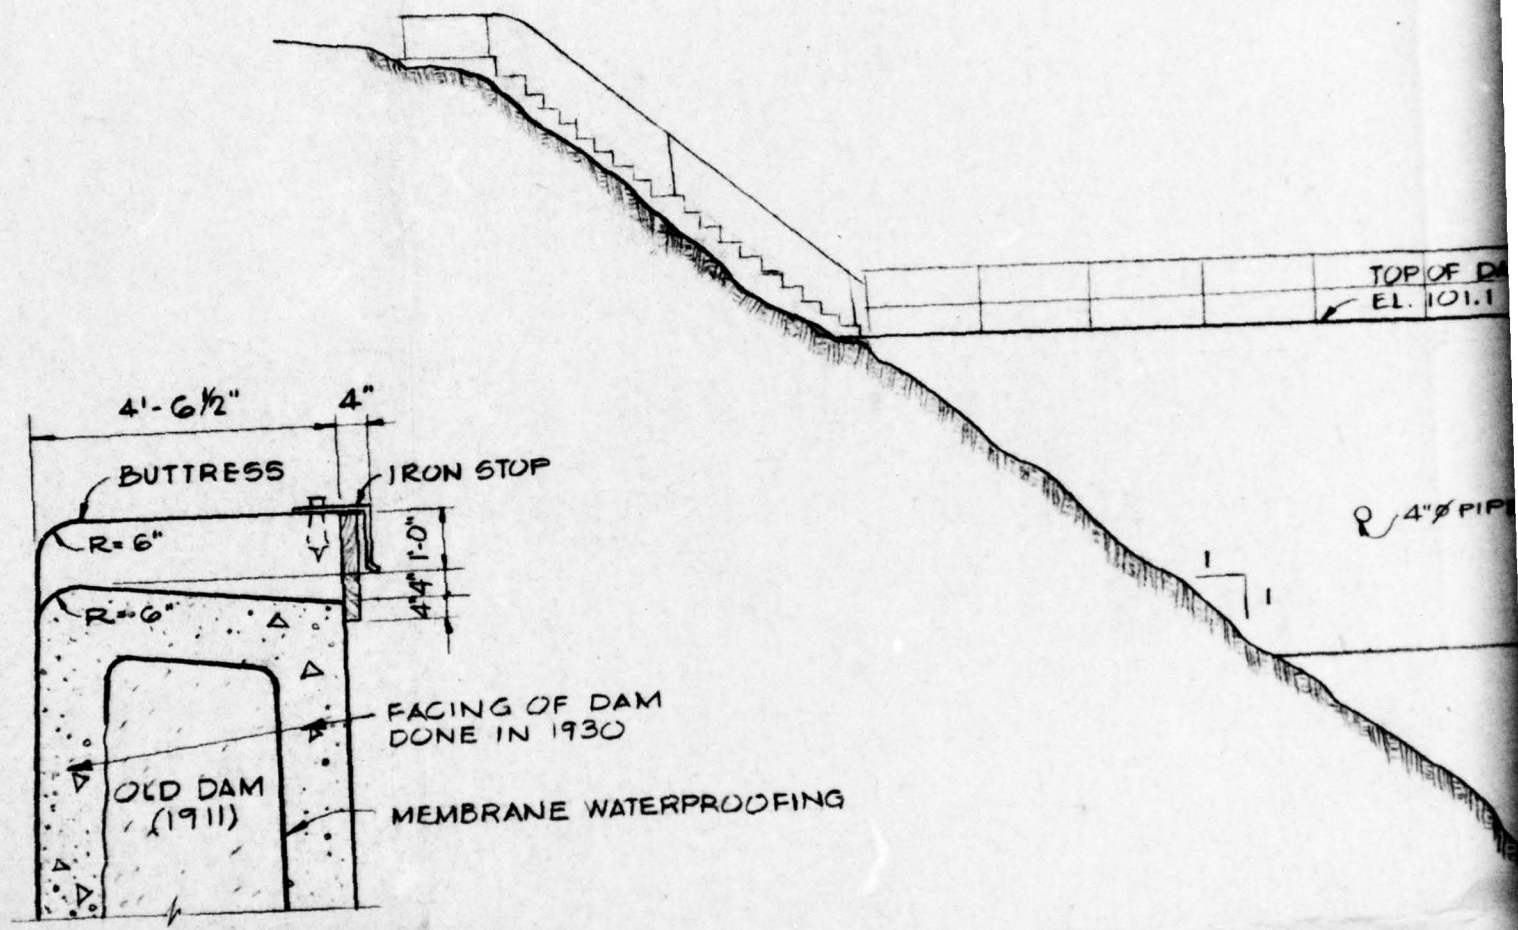 TOP OF
EL. 101.1
4'-6½" 4"
BUTTRESS
IRON STOP
R=6"
1'-0"
4"
4"
R=6"
4"Ø
1
1
FACING OF DAM
DONE IN 1930
OLD DAM
(1911)
MEMBRANE WATERPROOFING